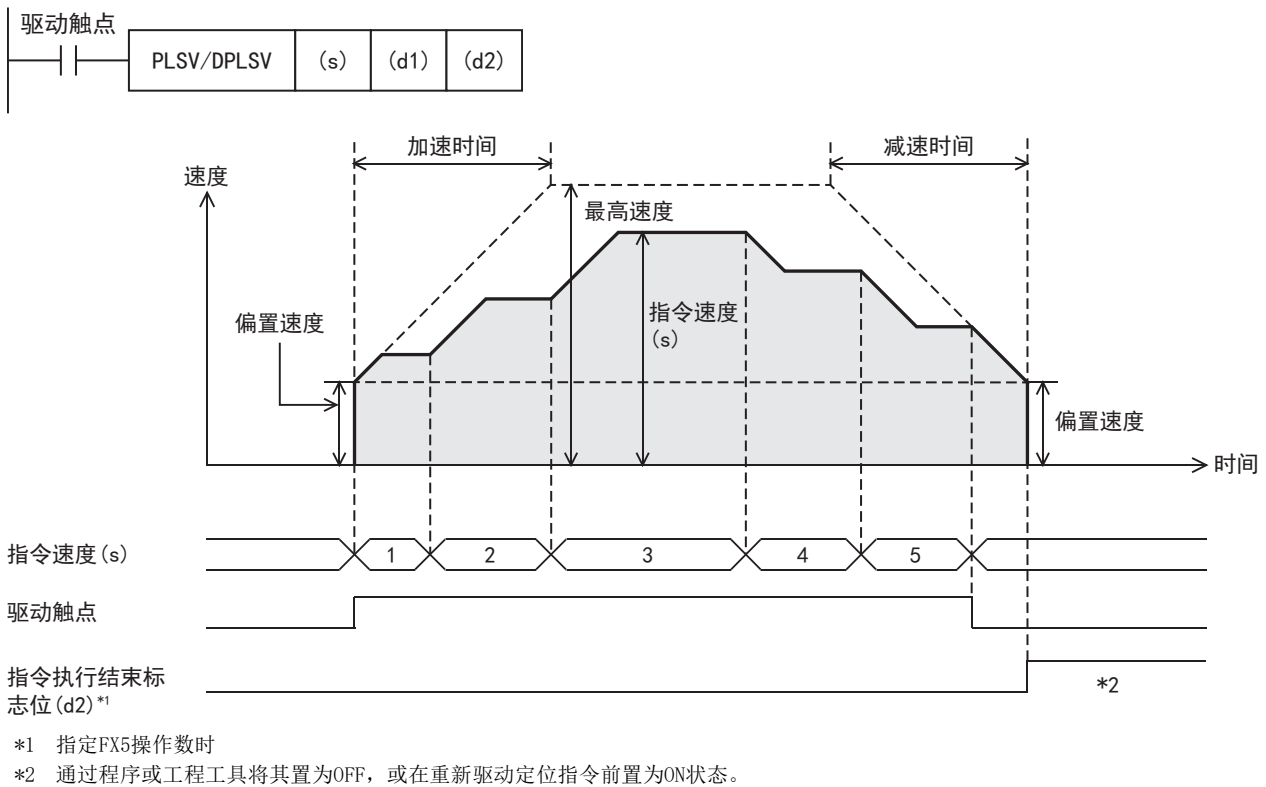 驱动触点
PLSV/DPLSV (s) (d1) (d2)
加速时间
减速时间
速度
最高速度
偏置速度
指令速度
(s)
偏置速度
时间
指令速度(s)
1 2 3 4 5
驱动触点
指令执行结束标
志位(d2)*1
*2
*1 指定FX5操作数时
*2 通过程序或工程工具将其置为OFF，或在重新驱动定位指令前置为ON状态。